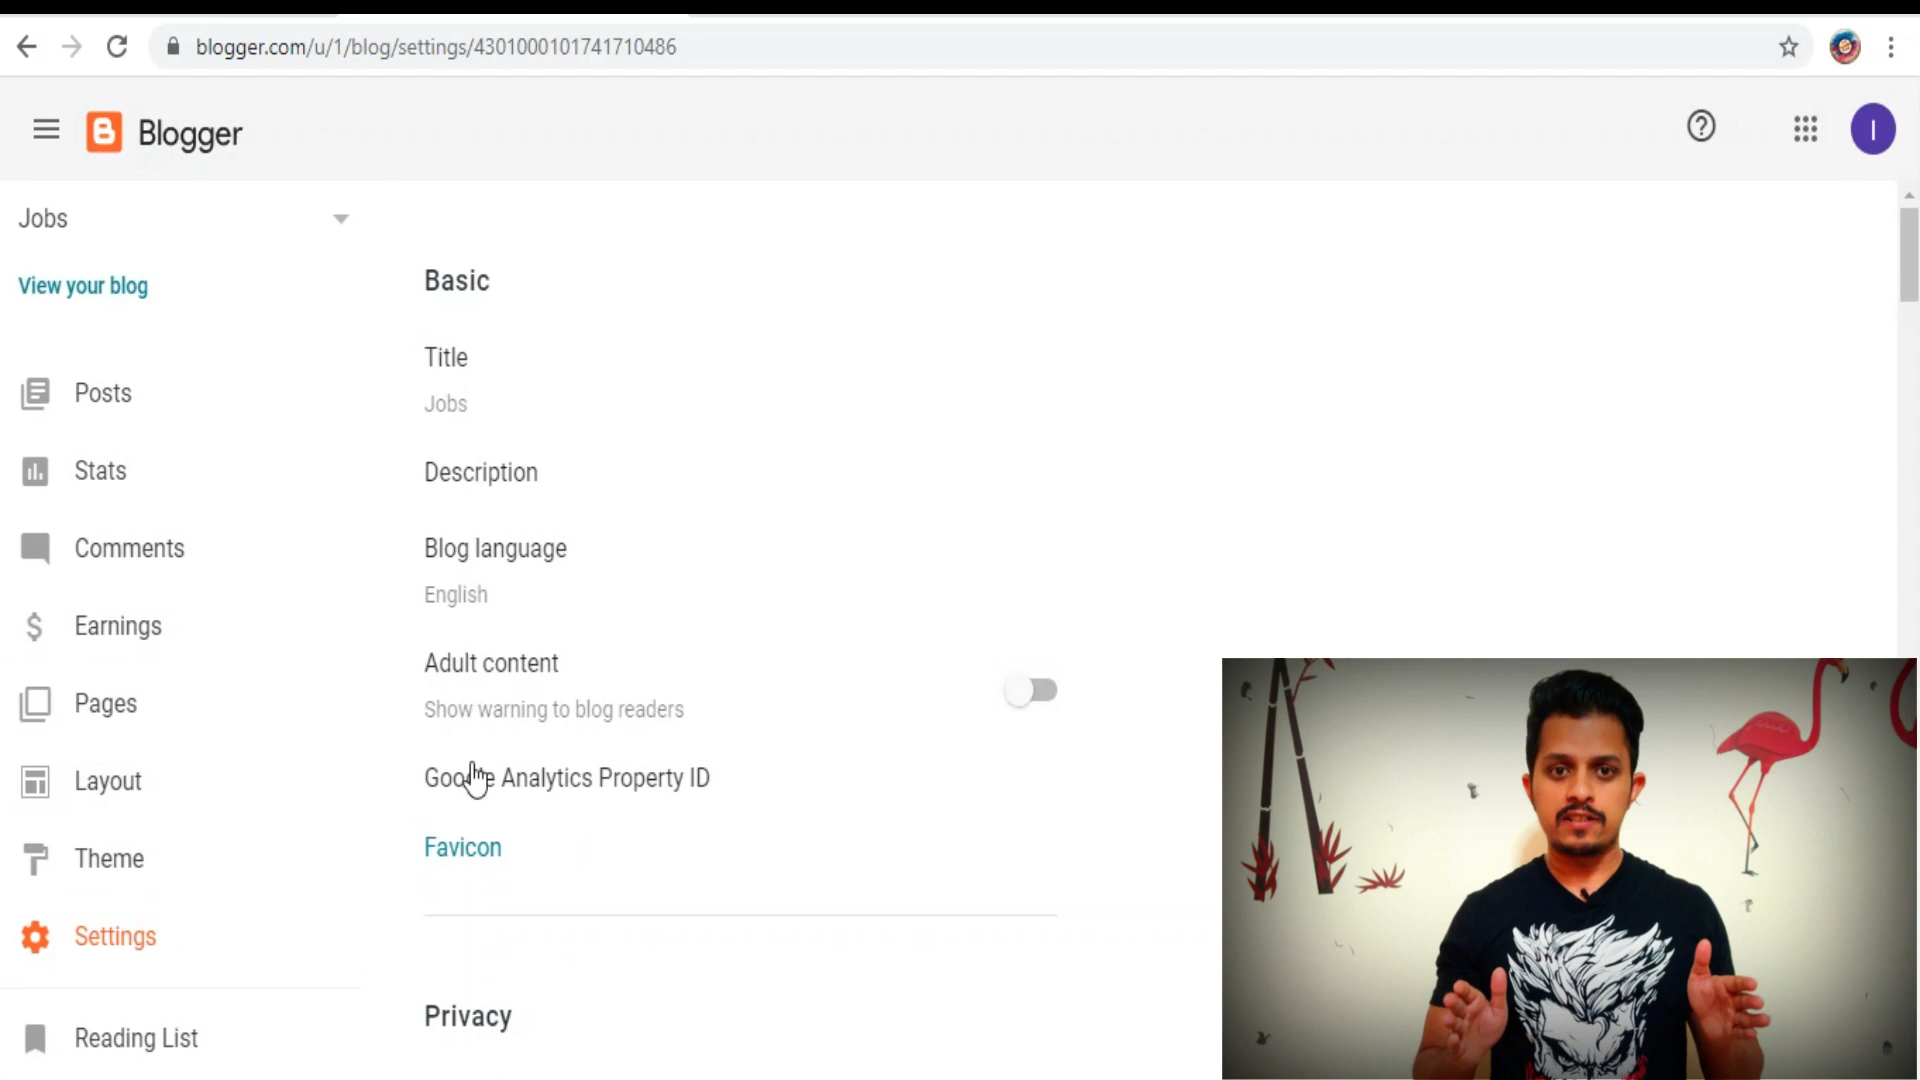 blogger.com/u/1/blog/settings/4301000101741710486
Blogger
I
Jobs
View your blog
Posts
Stats
Comments
Earnings
Pages
Layout
Theme
Settings
Reading List
Basic
Title
Jobs
Description
Blog language
English
Adult content
Show warning to blog readers
Google Analytics Property ID
Favicon
Privacy